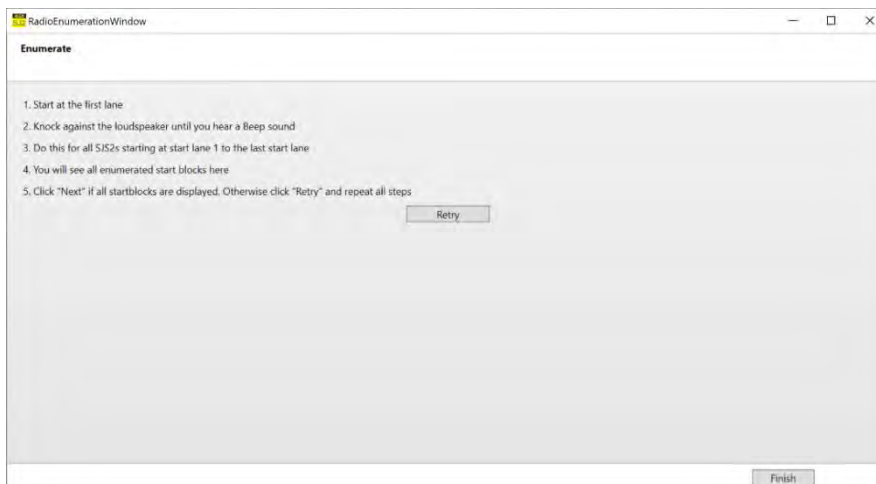 RadioEnumerationWindow
Enumerate
1. Start at the first lane
2. Knock against the loudspeaker until you hear a Beep sound
3. Do this for all SJS2s starting at start lane 1 to the last start lane
4. You will see all enumerated start blocks here
5. Click "Next" if all startblocks are displayed. Otherwise click "Retry" and repeat all steps
Retry
Finish